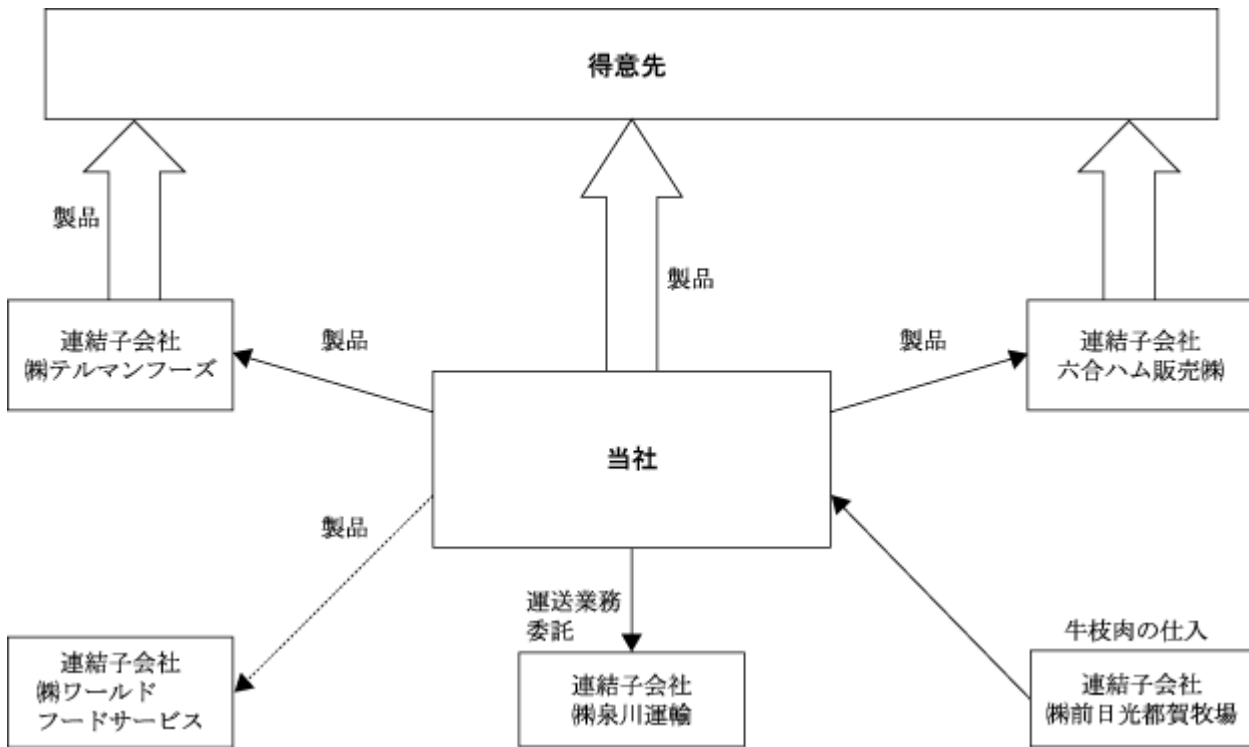 得意先
製品
製品
連結子会社
㈱テルマンフーズ
製品
製品
連結子会社
六合ハム販売㈱
当社
製品
運送業務
委託
牛枝肉の仕入
連結子会社
㈱ワールド
フードサービス
連結子会社
㈱泉川運輸
連結子会社
㈱前日光都賀牧場